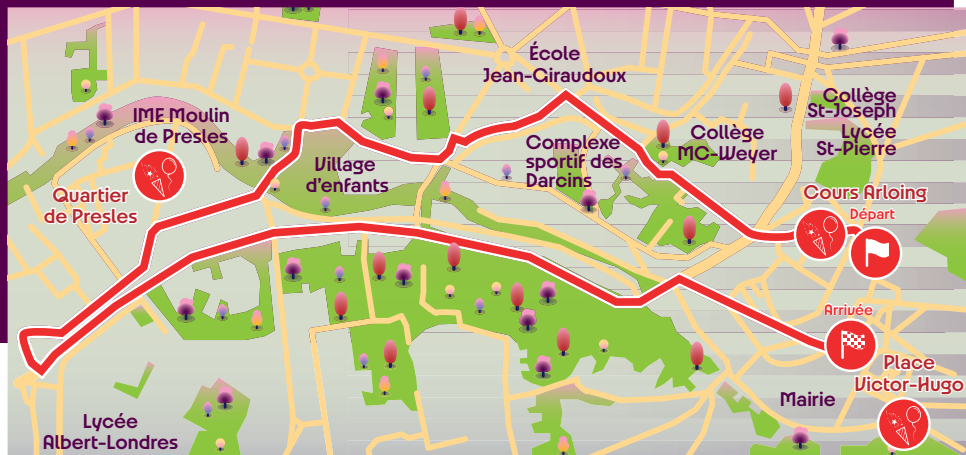 École
Jean-Giraudoux
Collège
St-Joseph
Lycée
St-Pierre
IME Moulin
de Presles
Collège
MC-Weyer
Complexe
sportif des
Darcins
Village
d'enfants
Quartier
de Presles
Cours Arloing
Départ
Arrivée
Place
Victor-Hugo
Mairie
Lycée
Albert-Londres